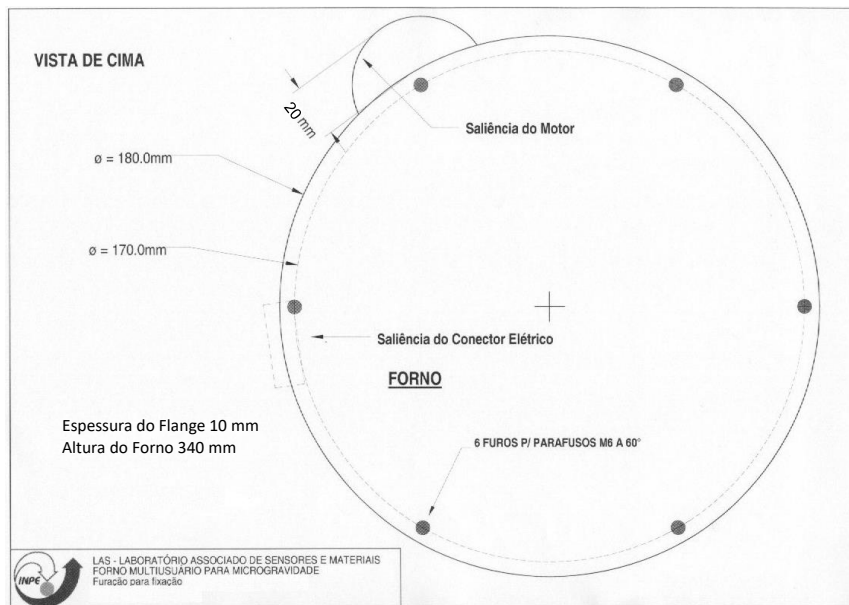 VISTA DE CIMA
20 mm
Saliência do Motor
ø = 180.0mm
ø = 170.0mm
Saliência do Conector Elétrico
FORNO
Espessura do Flange 10 mm
Altura do Forno 340 mm
6 FUROS P/ PARAFUSOS M6 A 60°
INPE
LAS - LABORATÓRIO ASSOCIADO DE SENSORES E MATERIAIS
FORNO MULTIUSUÁRIO PARA MICROGRAVIDADE
Furação para fixação